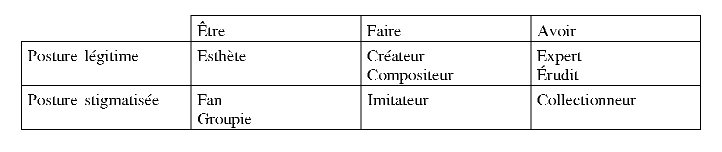 Être Faire Avoir
Posture légitime Esthète Créateur Expert
Compositeur Érudit
Posture stigmatisée Fan Imitateur Collectionneur
Groupie